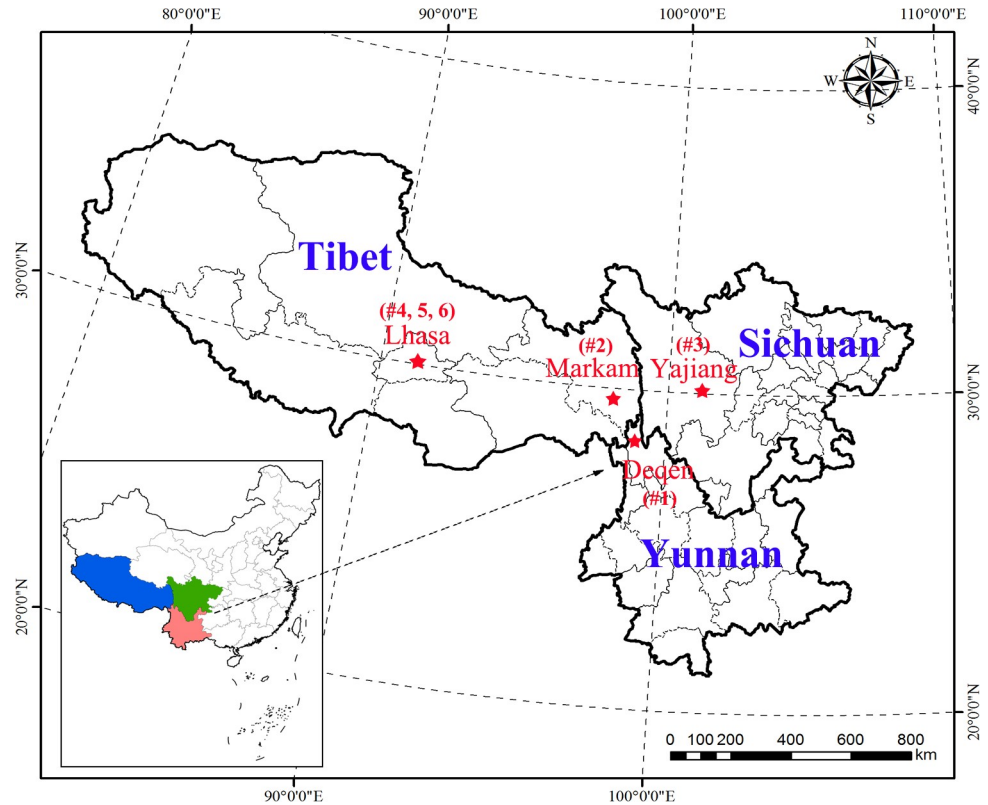 80°0'0"E
90°0'0"E
100°0'0"E
110°0'0"E
N
W
E
S
40°0'0"N
Tibet
30°0'0"N
(#4, 5, 6)
Lhasa
(#2)
Markam
(#3)
Yajiang
Sichuan
30°0'0"N
Deqen
(#1)
Yunnan
20°0'0"N
20°0'0"N
0 100 200 400 600 800
km
90°0'0"E
100°0'0"E